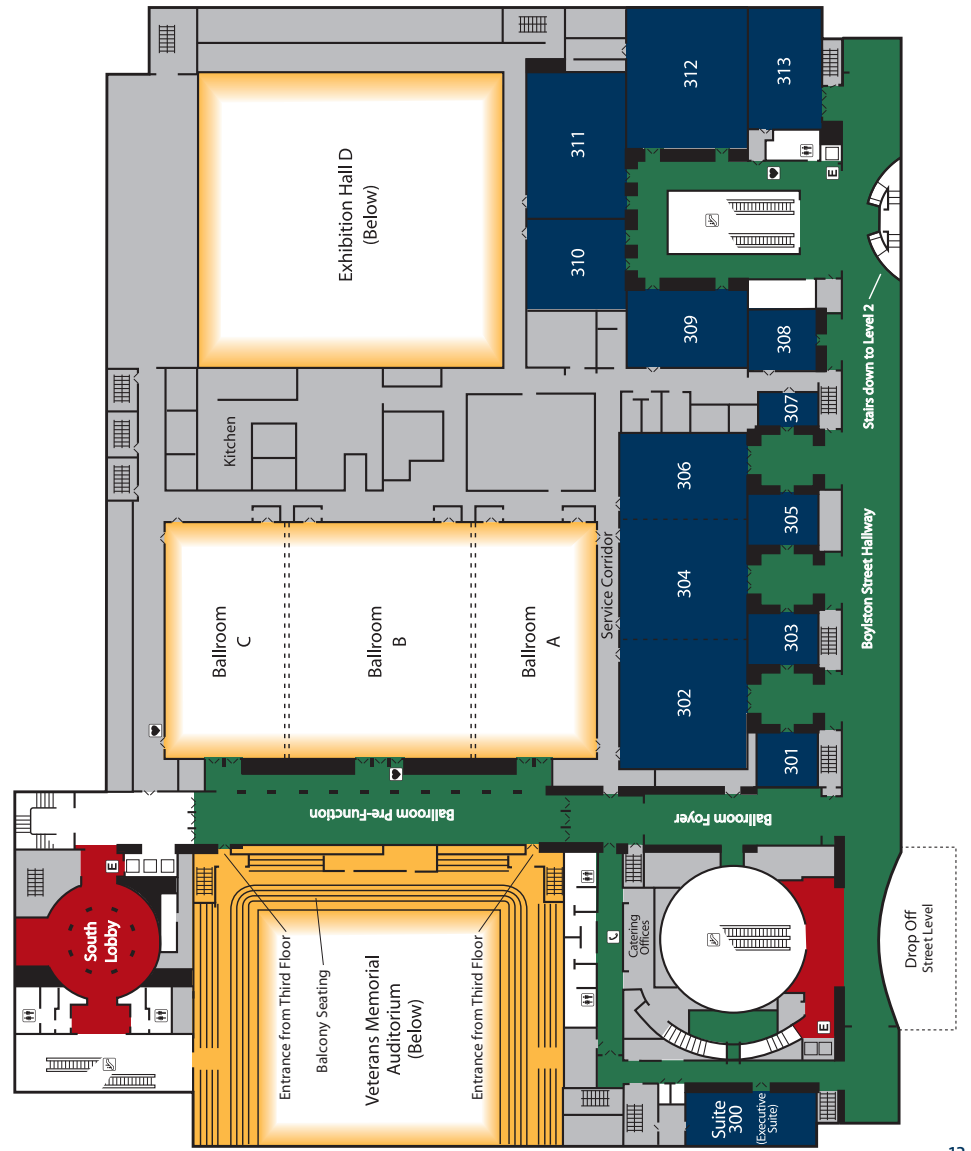 312
313
311
Exhibition Hall D
(Below)
E
310
309
308
Stairs down to Level 2
307
Kitchen
306
305
Boylston Street Hallway
Service Corridor
304
303
Ballroom
C
Ballroom
B
Ballroom
A
302
301
Ballroom Pre-Function
Ballroom Foyer
E
South
Lobby
Catering
Offices
Drop Off
Street Level
Entrance from Third Floor
Balcony Seating
Veterans Memorial
Auditorium
(Below)
Entrance from Third Floor
E
Suite
300
(Executive
Suite)